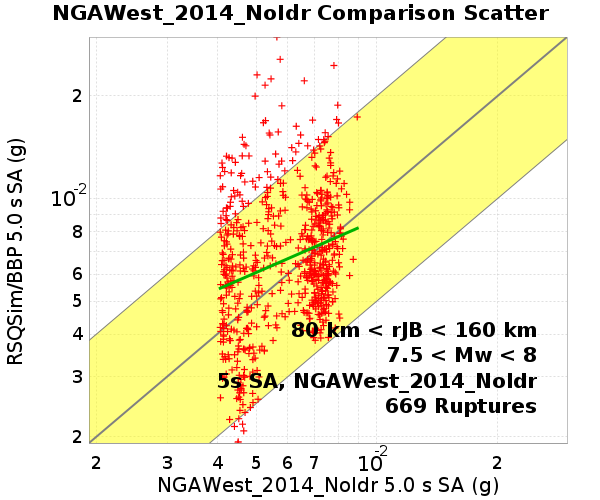 NGAWest_2014_NoIdr Comparison Scatter
RSQSim/BBP 5.0 s SA (g)
2
10-2
8
6
5
4
3
2
80 km < rJB < 160 km
7.5 < Mw < 8
5s SA, NGAWest_2014_NoIdr
669 Ruptures
2 3 4 5 6 7 10-2 2
NGAWest_2014_NoIdr 5.0 s SA (g)